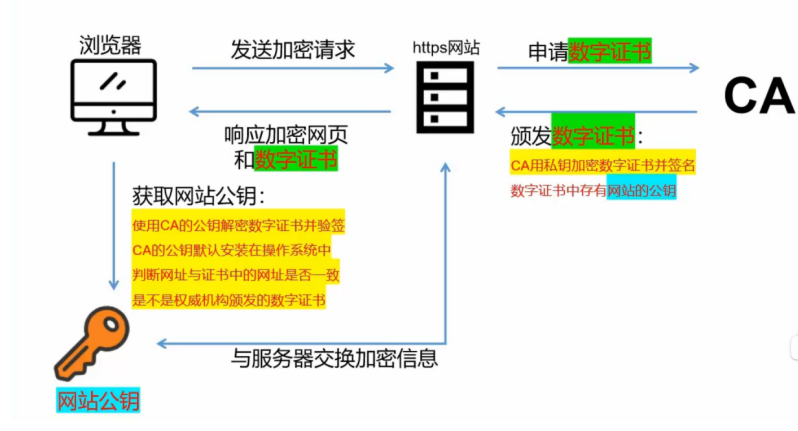 浏览器
发送加密请求
https网站
申请数字证书
CA
响应加密网页
和数字证书
颁发数字证书：
CA用私钥加密数字证书并签名
数字证书中存有网站的公钥
获取网站公钥：
使用CA的公钥解密数字证书并验签
CA的公钥默认安装在操作系统中
判断网址与证书中的网址是否一致
是不是权威机构颁发的数字证书
与服务器交换加密信息
网站公钥